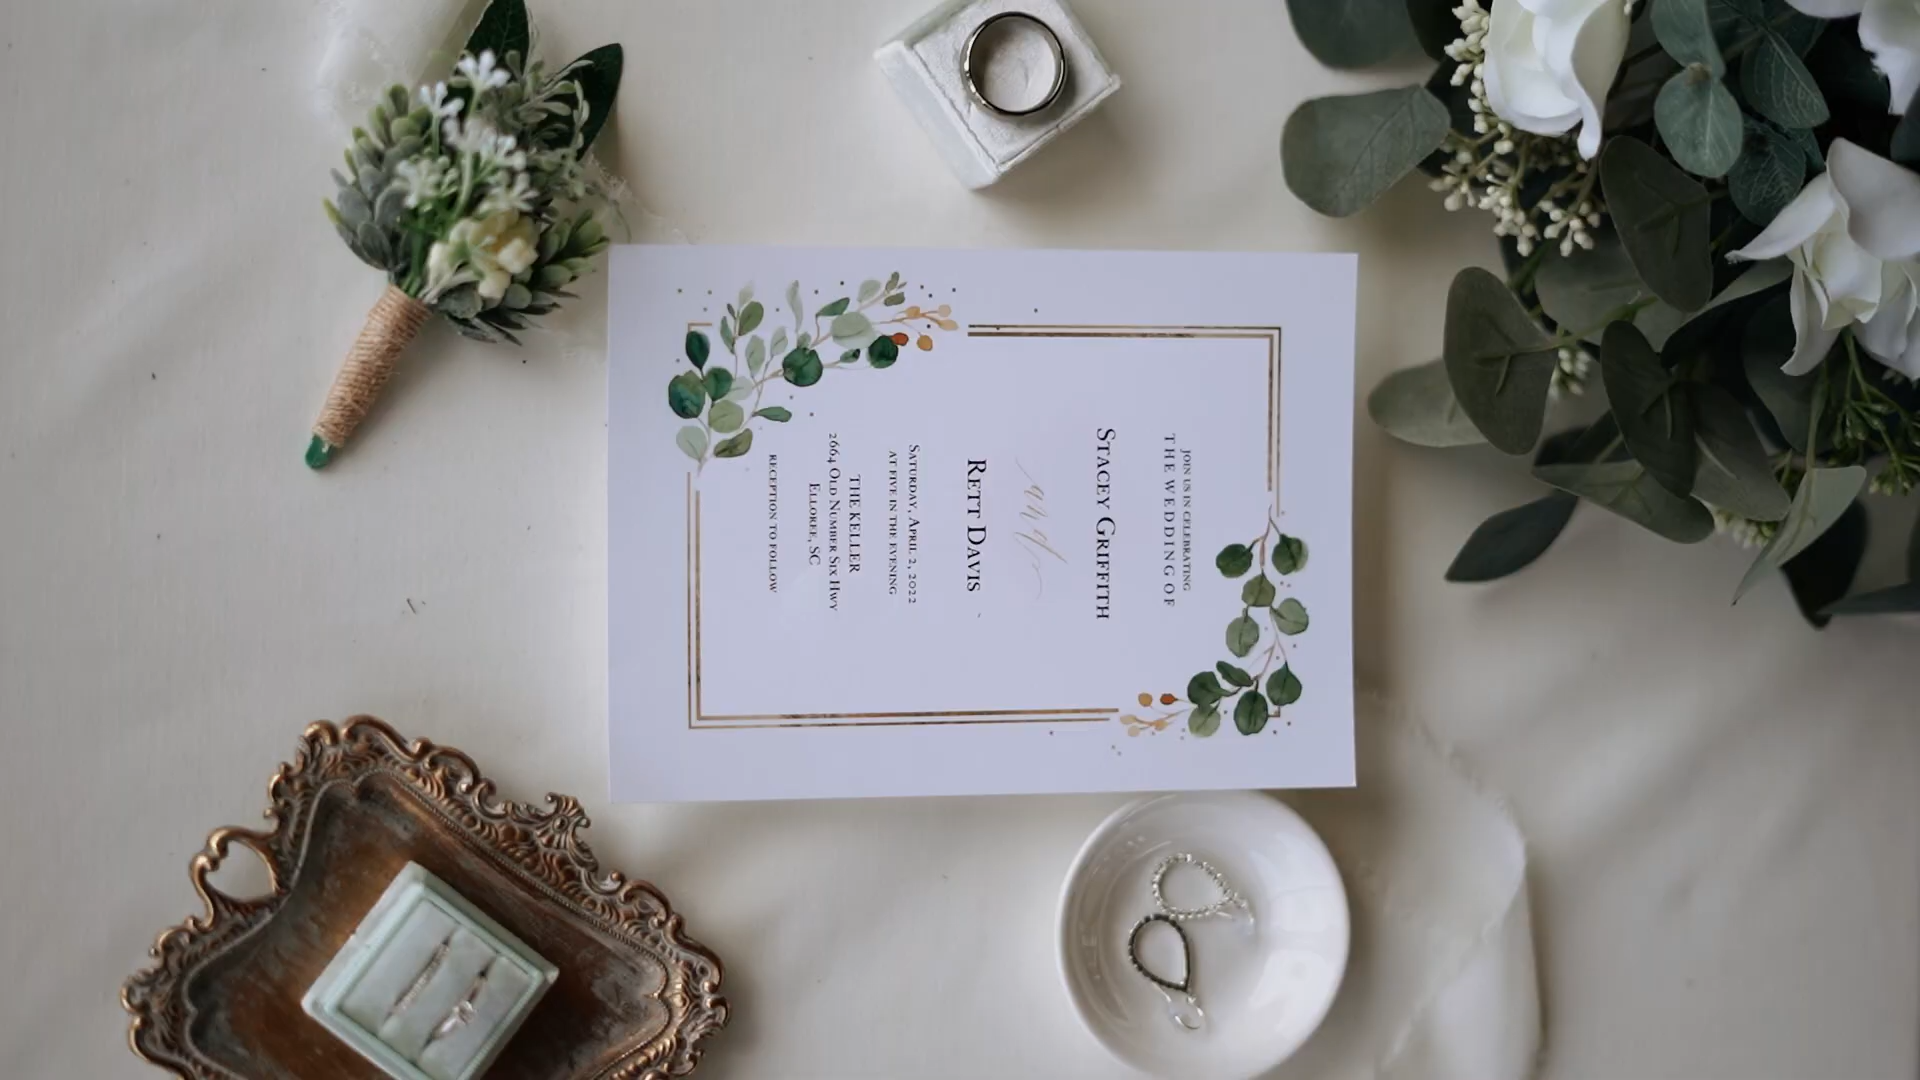 JOIN US IN CELEBRATING
THE WEDDING OF
STACEY GRIFFITH
and
RETT DAVIS
SATURDAY, APRIL 2, 2022
AT FIVE IN THE EVENING
THE KELLER
2664 OLD NUMBER SIX HWY
ELLOREE, SC
RECEPTION TO FOLLOW